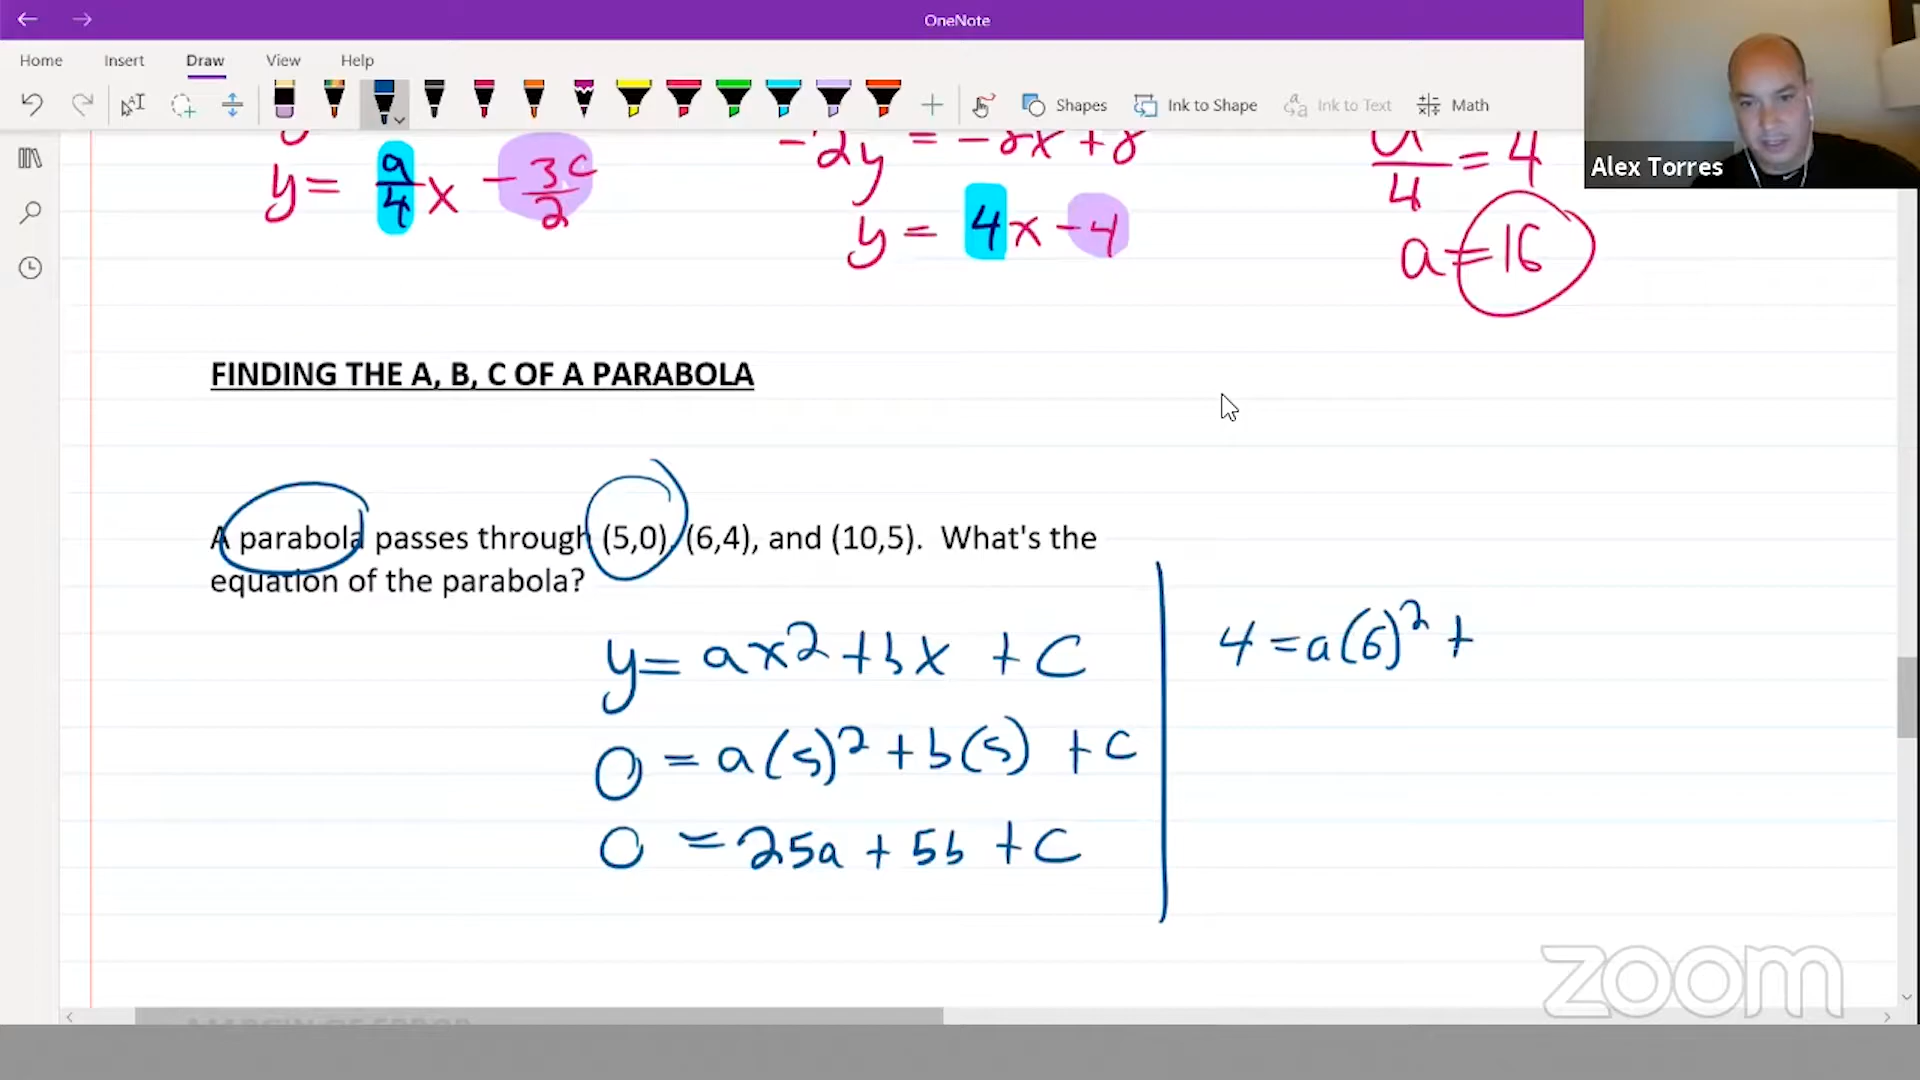 OneNote
Home Insert Draw View Help
Shapes Ink to Shape Ink to Text Math
Alex Torres
y = a/4 x - 3c/2
-2y = -8x + 8
y = 4x - 4
a/4 = 4
a = 16
FINDING THE A, B, C OF A PARABOLA
A parabola passes through (5,0), (6,4), and (10,5). What's the
equation of the parabola?
y = ax² + bx + C
0 = a(5)² + b(5) + C
0 = 25a + 5b + C
4 = a(6)² +
zoom